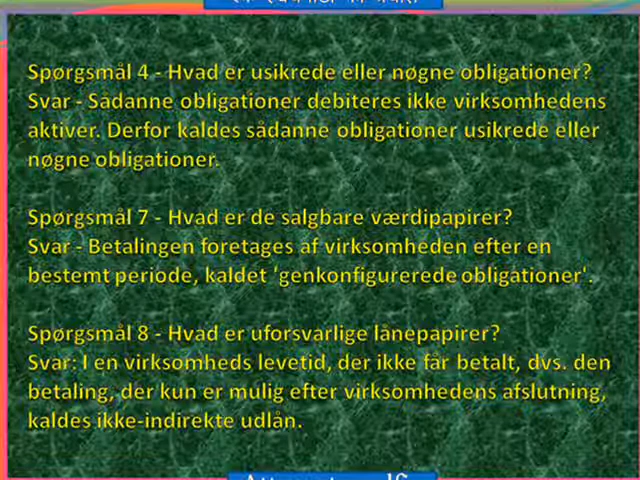 Spørgsmål 4 - Hvad er usikrede eller nøgne obligationer?
Svar - Sådanne obligationer debiteres ikke virksomhedens
aktiver. Derfor kaldes sådanne obligationer usikrede eller
nøgne obligationer.
Spørgsmål 7 - Hvad er de salgbare værdipapirer?
Svar - Betalingen foretages af virksomheden efter en
bestemt periode, kaldet 'genkonfigurerede obligationer'.
Spørgsmål 8 - Hvad er uforsvarlige lånepapirer?
Svar: I en virksomheds levetid, der ikke får betalt, dvs. den
betaling, der kun er mulig efter virksomhedens afslutning,
kaldes ikke-indirekte udlån.